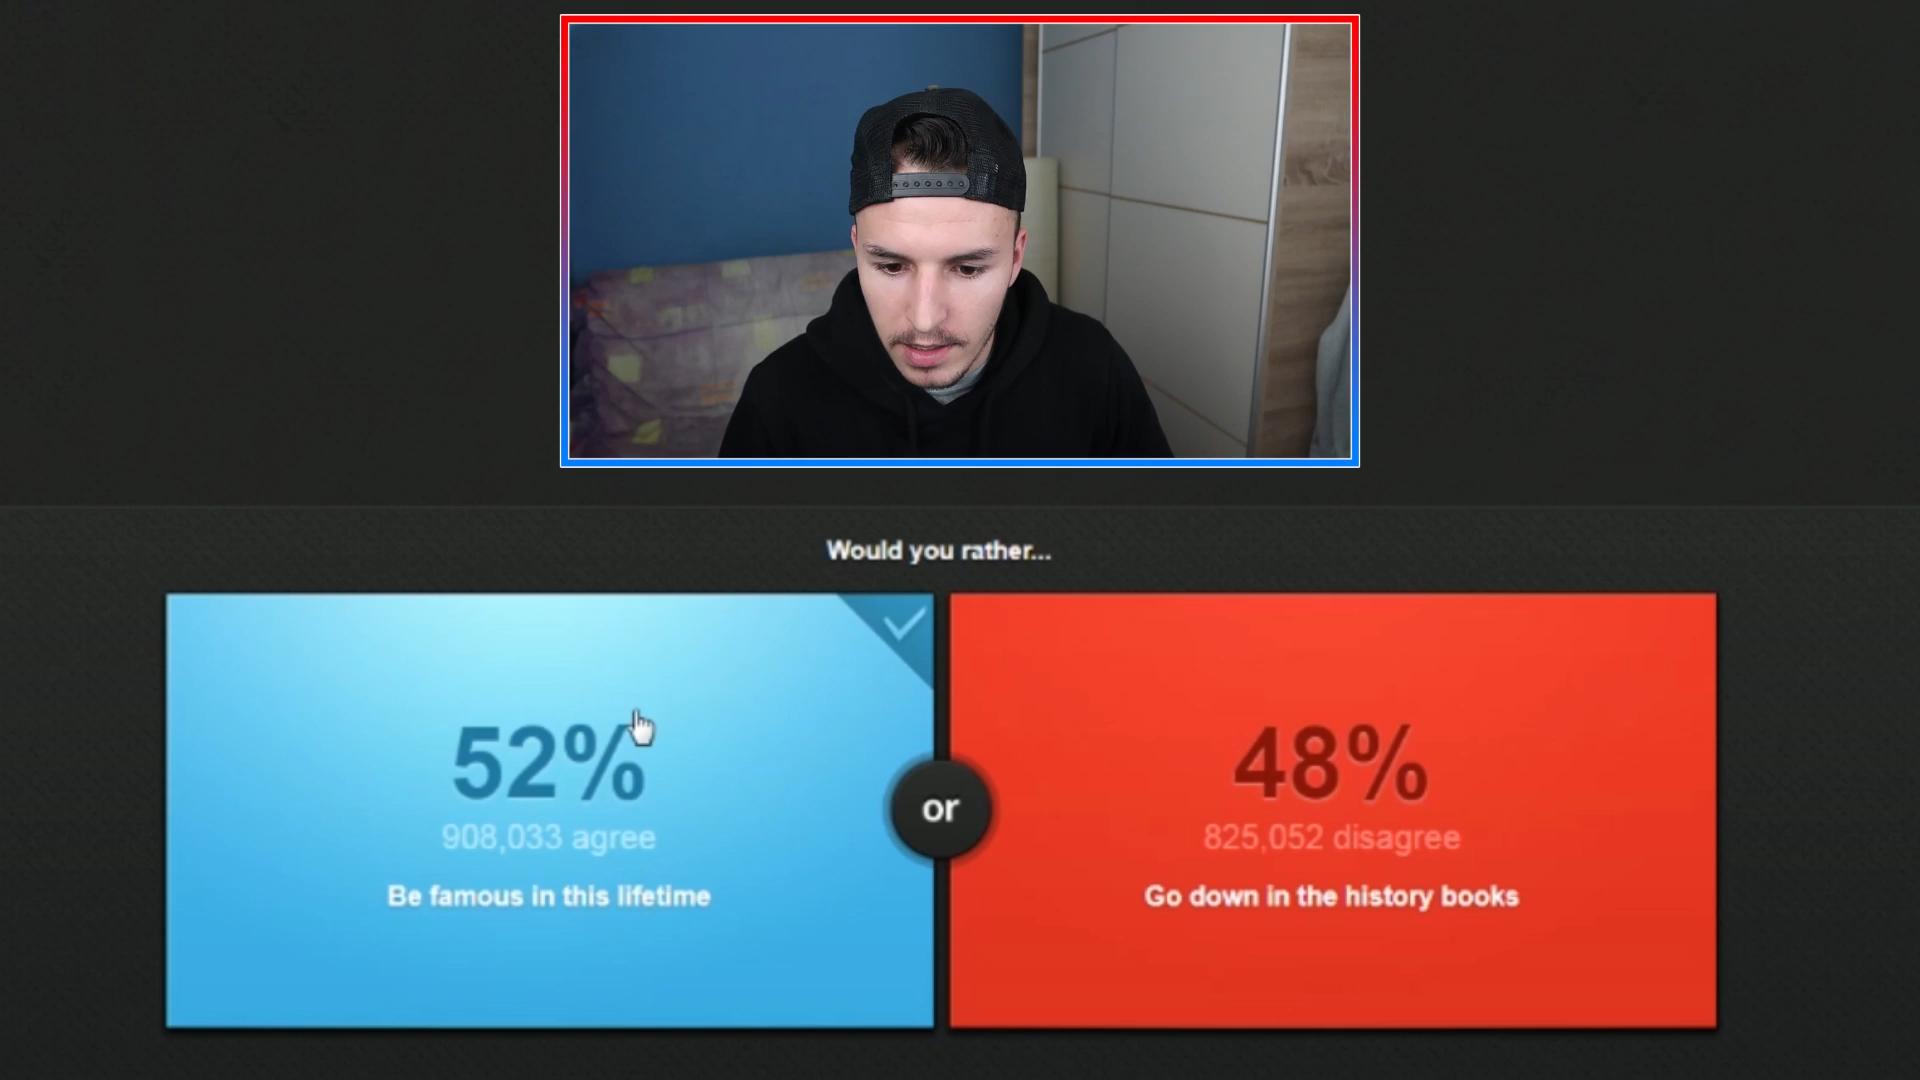 Would you rather...
52%
908,033 agree
Be famous in this lifetime
or
48%
825,052 disagree
Go down in the history books